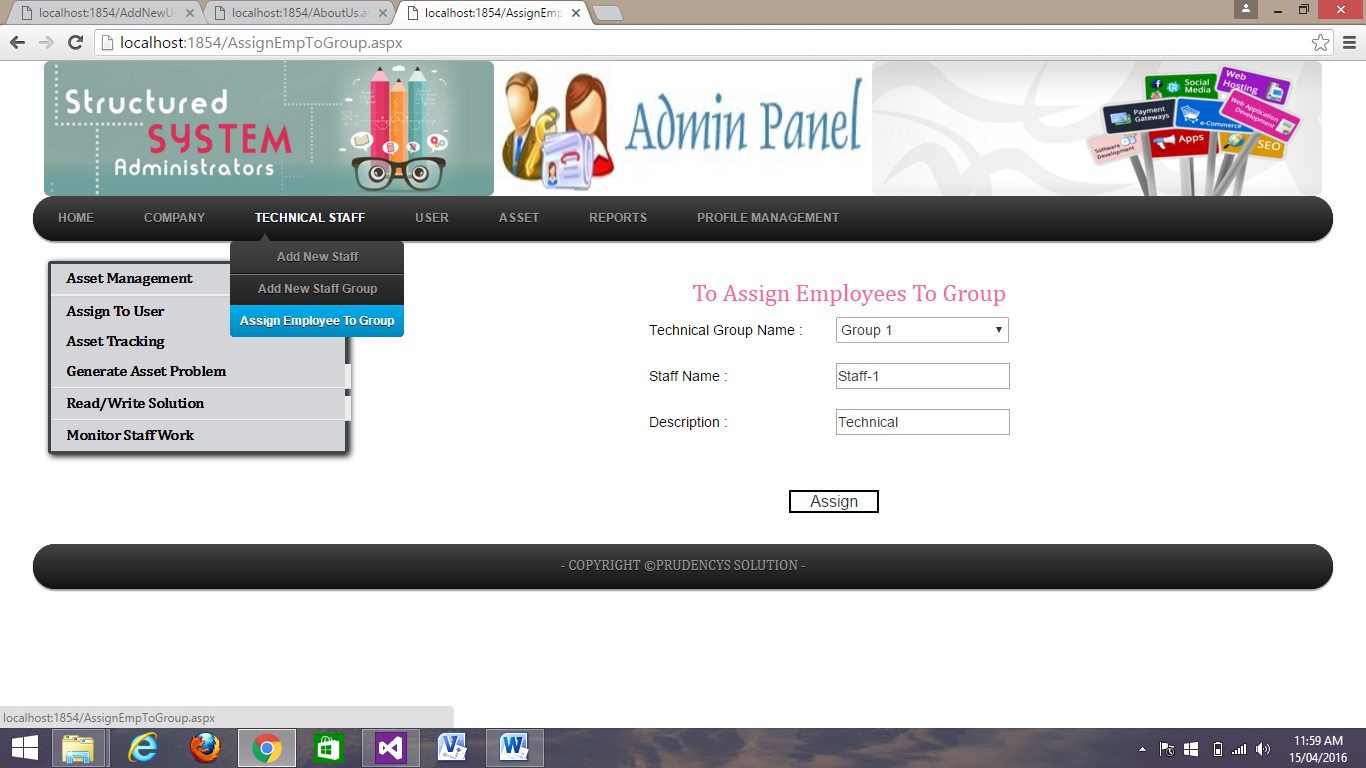 localhost:1854/AddNewU
localhost:1854/AboutUs.a
localhost:1854/AssignEmp
localhost:1854/AssignEmpToGroup.aspx
Structured
SYSTEM
Administrators
Admin Panel
Social Media
Web Hosting
Payment Gateways
e-Commerce
Web Application Development
Software Development
Apps
SEO
HOME COMPANY TECHNICAL STAFF USER ASSET REPORTS PROFILE MANAGEMENT
Add New Staff
Add New Staff Group
Assign Employee To Group
Asset Management
Assign To User
Asset Tracking
Generate Asset Problem
Read/Write Solution
Monitor Staff Work
To Assign Employees To Group
Technical Group Name : Group 1
Staff Name : Staff-1
Description : Technical
Assign
- COPYRIGHT ©PRUDENCYS SOLUTION -
localhost:1854/AssignEmpToGroup.aspx
11:59 AM
15/04/2016